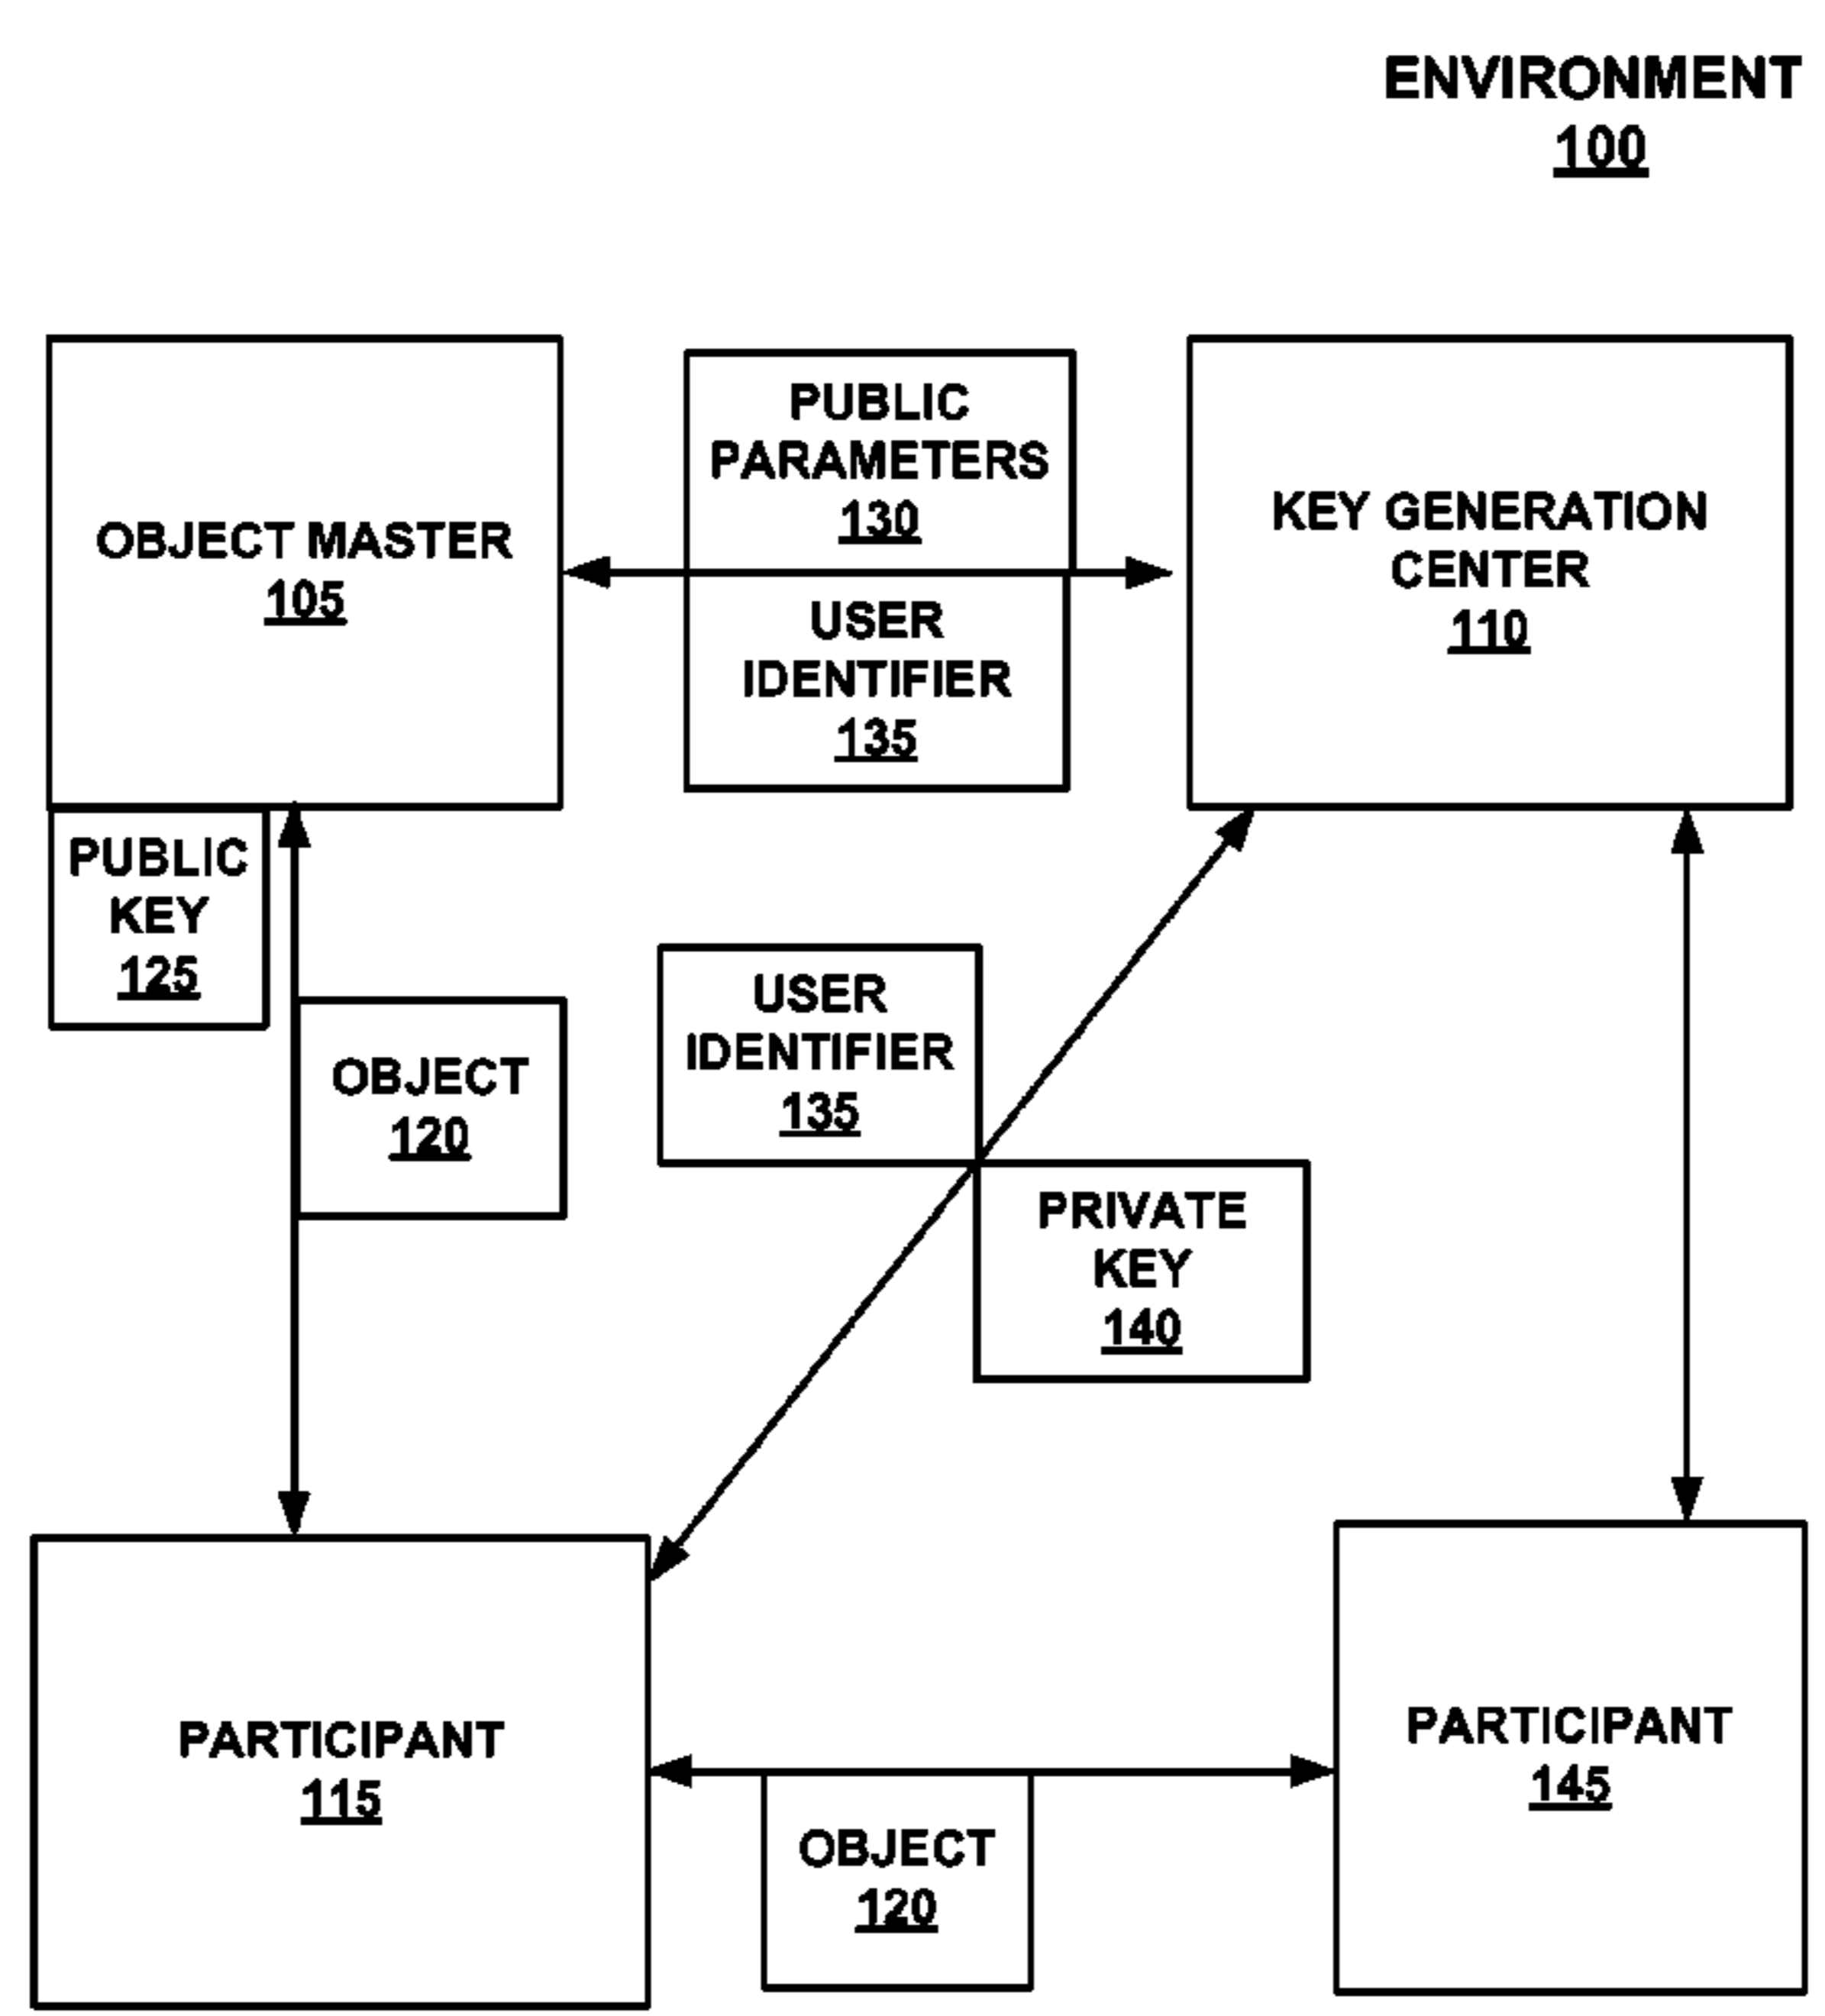 ENVIRONMENT
100
OBJECT MASTER
105
PUBLIC
PARAMETERS
130
USER
IDENTIFIER
135
KEY GENERATION
CENTER
110
PUBLIC
KEY
125
OBJECT
120
USER
IDENTIFIER
135
PRIVATE
KEY
140
PARTICIPANT
115
OBJECT
120
PARTICIPANT
145